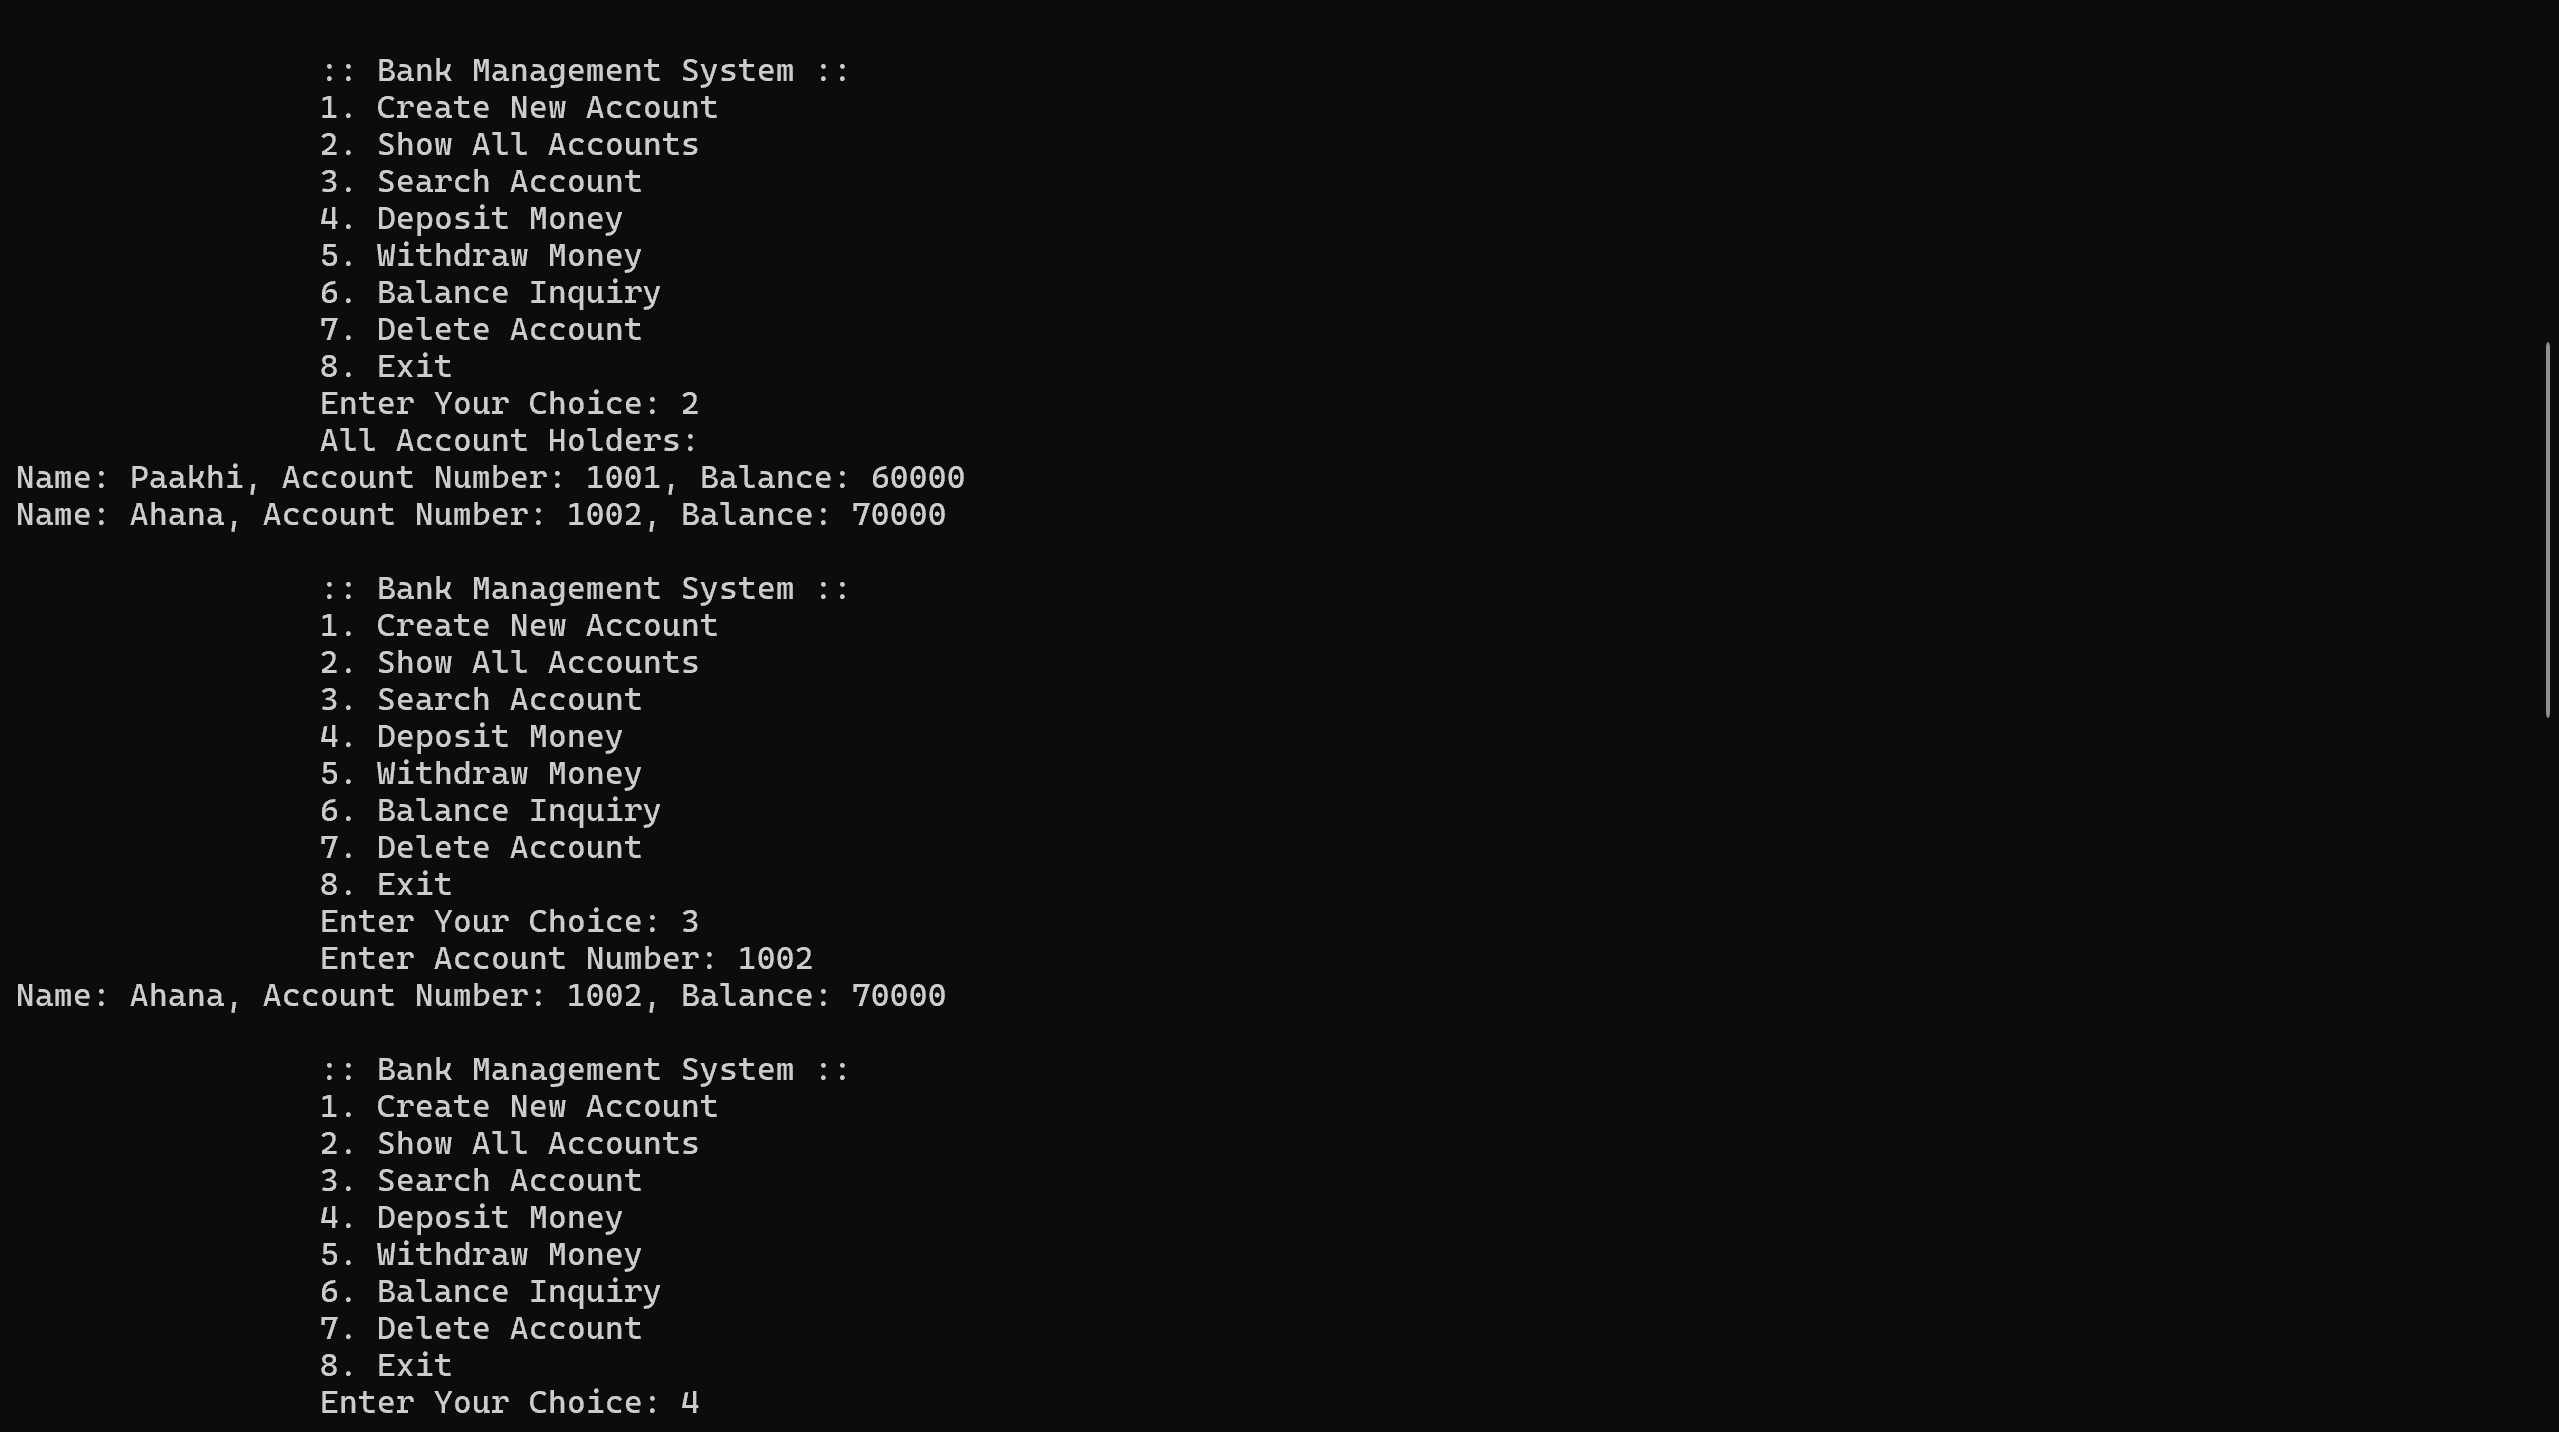 :: Bank Management System ::
1. Create New Account
2. Show All Accounts
3. Search Account
4. Deposit Money
5. Withdraw Money
6. Balance Inquiry
7. Delete Account
8. Exit
Enter Your Choice: 2
All Account Holders:
Name: Paakhi, Account Number: 1001, Balance: 60000
Name: Ahana, Account Number: 1002, Balance: 70000
:: Bank Management System ::
1. Create New Account
2. Show All Accounts
3. Search Account
4. Deposit Money
5. Withdraw Money
6. Balance Inquiry
7. Delete Account
8. Exit
Enter Your Choice: 3
Enter Account Number: 1002
Name: Ahana, Account Number: 1002, Balance: 70000
:: Bank Management System ::
1. Create New Account
2. Show All Accounts
3. Search Account
4. Deposit Money
5. Withdraw Money
6. Balance Inquiry
7. Delete Account
8. Exit
Enter Your Choice: 4